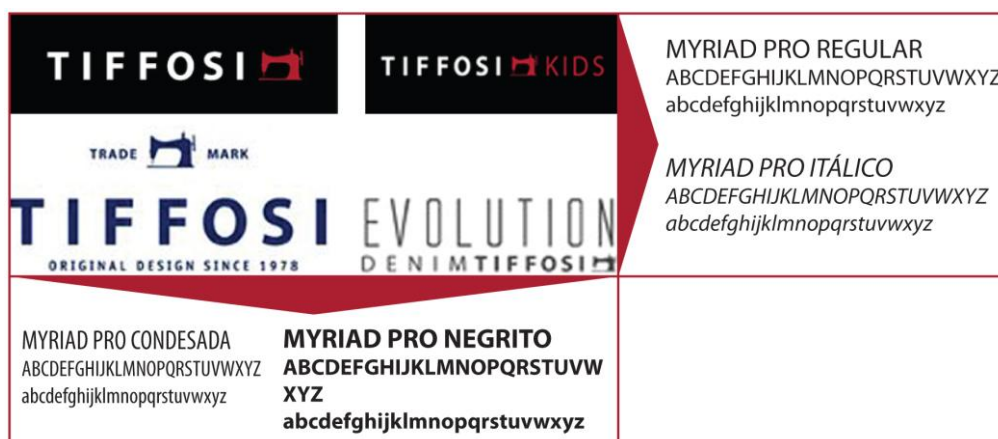 TIFFOSI
TIFFOSI KIDS
TRADE MARK
TIFFOSI
ORIGINAL DESIGN SINCE 1978
EVOLUTION
DENIMTIFFOSI
MYRIAD PRO REGULAR
ABCDEFGHIJKLMNOPQRSTUVWXYZ
abcdefghijklmnopqrstuvwxyz
MYRIAD PRO ITÁLICO
ABCDEFGHIJKLMNOPQRSTUVWXYZ
abcdefghijklmnopqrstuvwxyz
MYRIAD PRO CONDESADA
ABCDEFGHIJKLMNOPQRSTUVWXYZ
abcdefghijklmnopqrstuvwxyz
MYRIAD PRO NEGRITO
ABCDEFGHIJKLMNOPQRSTUVW
XYZ
abcdefghijklmnopqrstuvwxyz